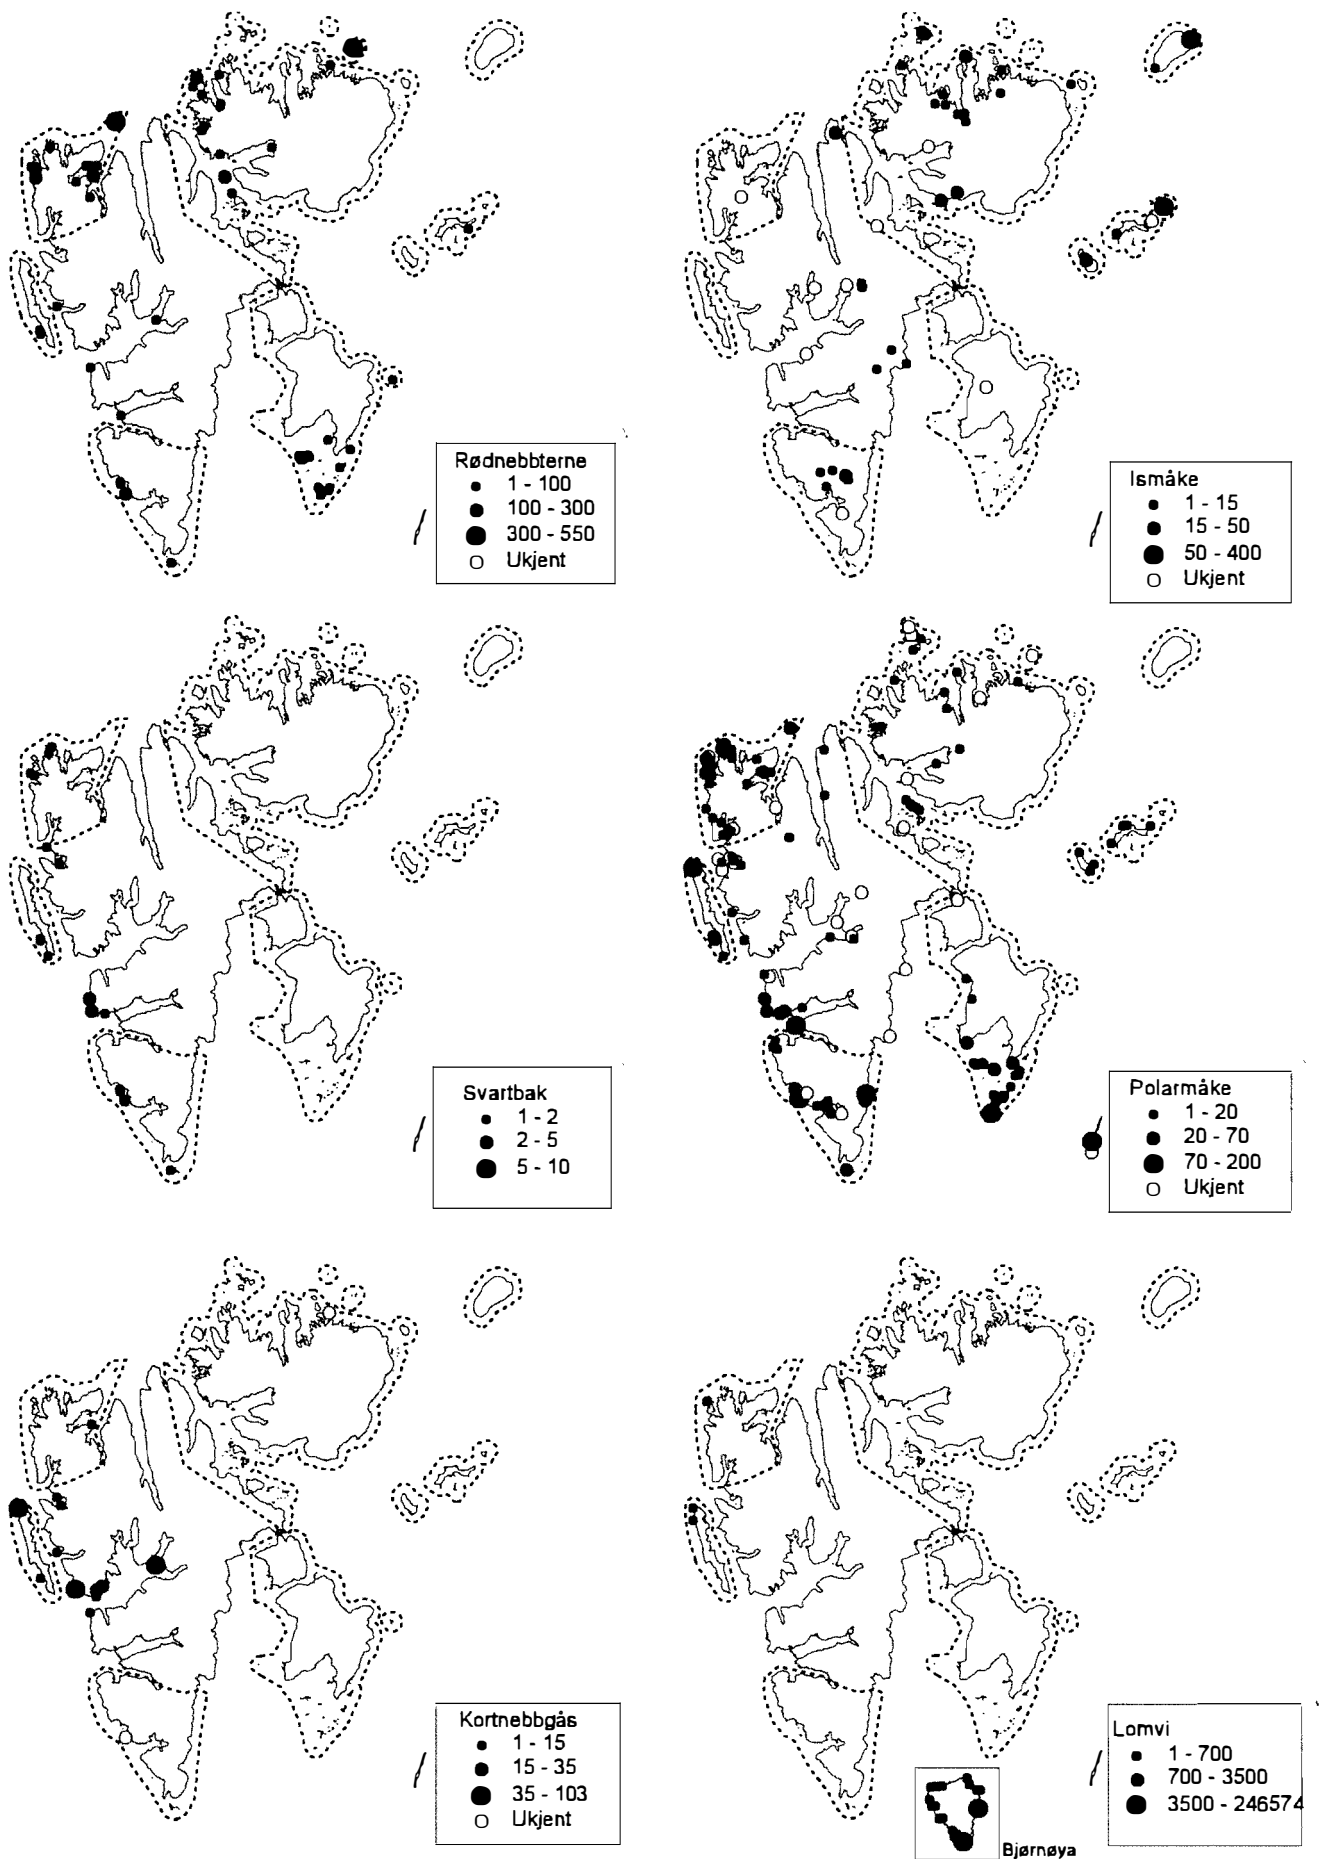 Rødnebbterne
1 - 100
100 - 300
300 - 550
Ukjent
Ismåke
1 - 15
15 - 50
50 - 400
Ukjent
Svartbak
1 - 2
2 - 5
5 - 10
Polarmåke
1 - 20
20 - 70
70 - 200
Ukjent
Kortnebbgås
1 - 15
15 - 35
35 - 103
Ukjent
Lomvi
1 - 700
700 - 3500
3500 - 246574
Bjørnøya